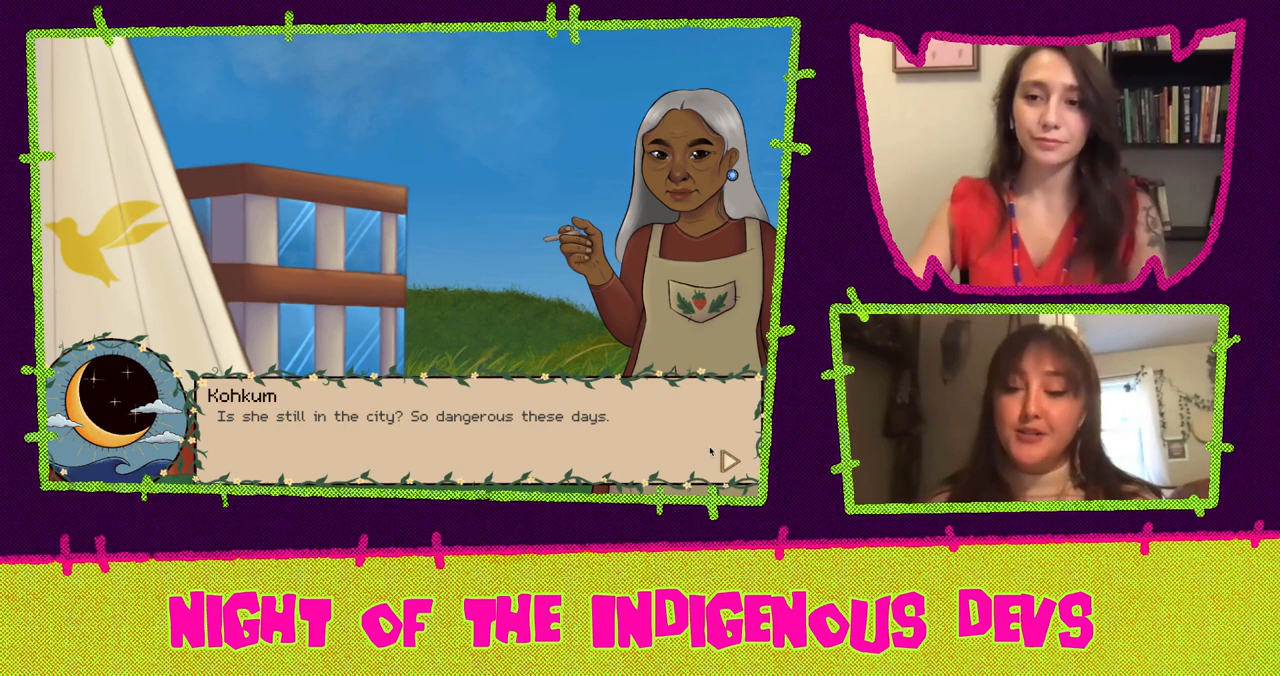 Kohkum
Is she still in the city? So dangerous these days.
NIGHT OF THE INDIGENOUS DEVS